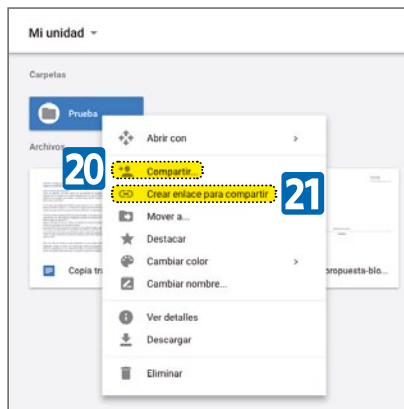 Mi unidad
Carpetas
Prueba
Archivos
Abrir con
20
Compartir...
Crear enlace para compartir
21
Mover a...
Destacar
Cambiar color
Cambiar nombre...
Copia tra
propuesta-blo...
Ver detalles
Descargar
Eliminar